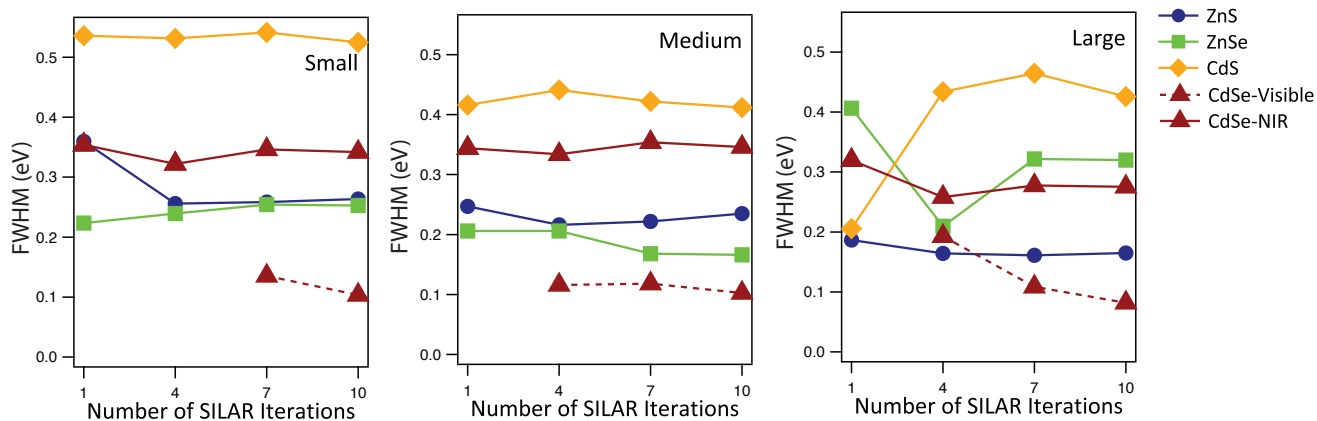 Small
0.5
0.4
0.3
0.2
0.1
0.0
FWHM (eV)
1 4 7 10
Number of SILAR Iterations
Medium
0.5
0.4
0.3
0.2
0.1
0.0
FWHM (eV)
1 4 7 10
Number of SILAR Iterations
Large
0.5
0.4
0.3
0.2
0.1
0.0
FWHM (eV)
1 4 7 10
Number of SILAR Iterations
ZnS
ZnSe
CdS
CdSe-Visible
CdSe-NIR